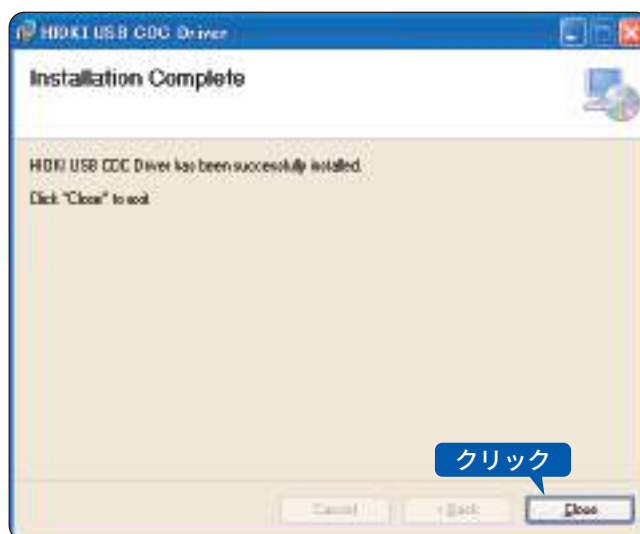 HIOKI USB CDC Driver
Installation Complete
HIOKI USB CDC Driver has been successfully installed.
Click "Close" to exit.
クリック
Cancel
< Back
Close